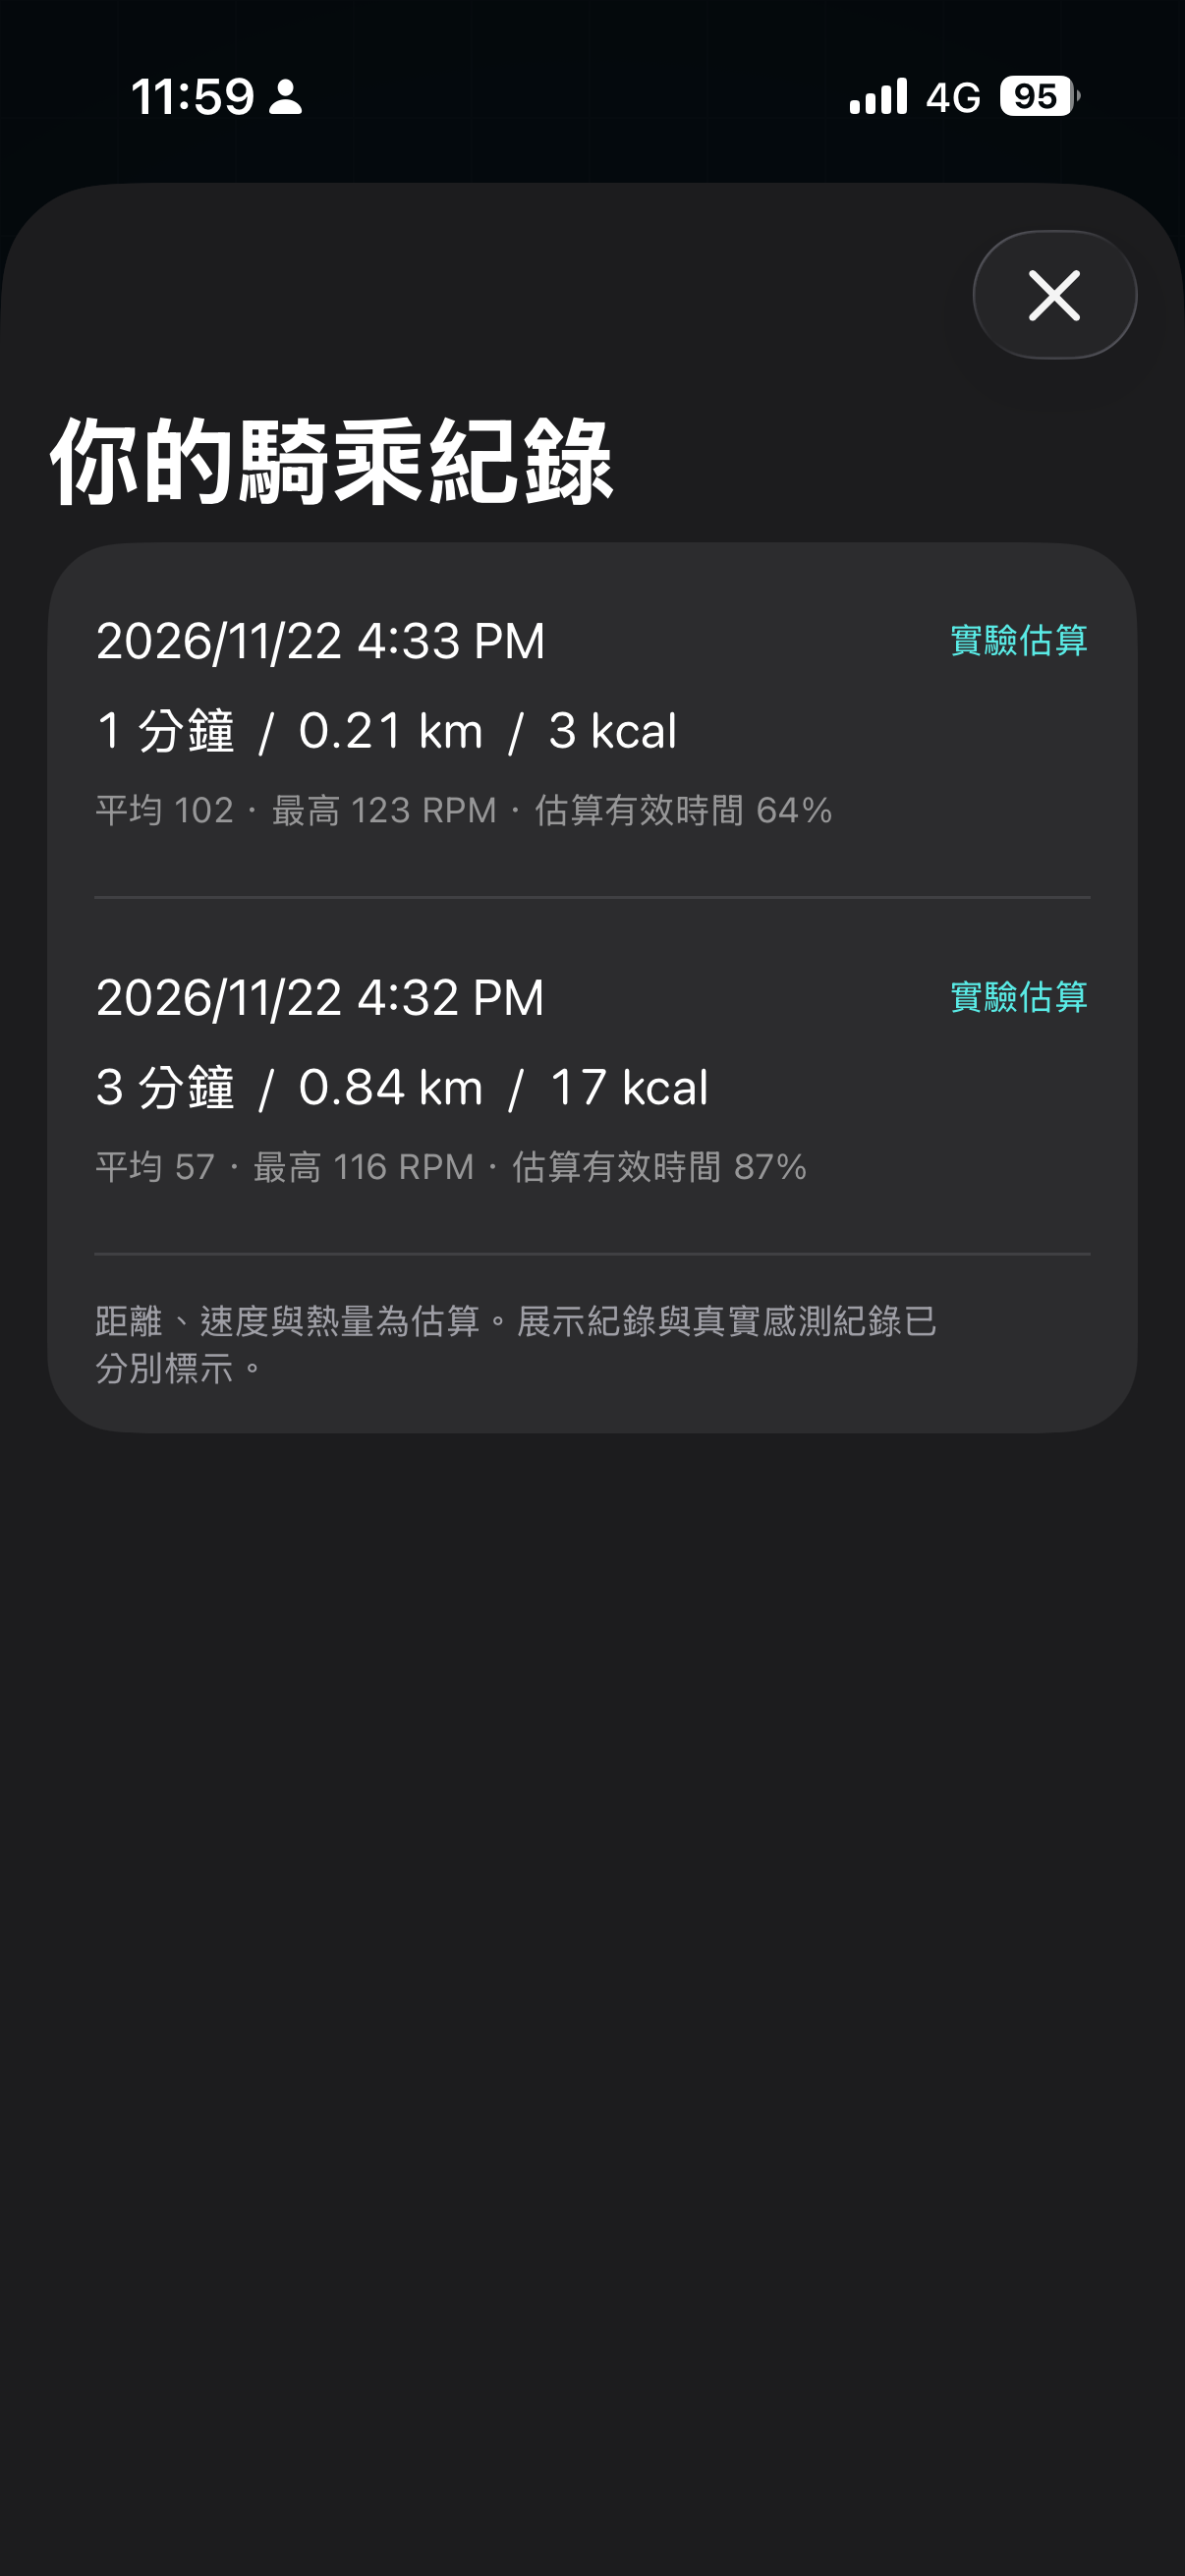 11:59
4G 95
你的騎乘紀錄
2026/11/22 4:33 PM 實驗估算
1 分鐘 / 0.21 km / 3 kcal
平均 102 · 最高 123 RPM · 估算有效時間 64%
2026/11/22 4:32 PM 實驗估算
3 分鐘 / 0.84 km / 17 kcal
平均 57 · 最高 116 RPM · 估算有效時間 87%
距離、速度與熱量為估算。展示紀錄與真實感測紀錄已
分別標示。